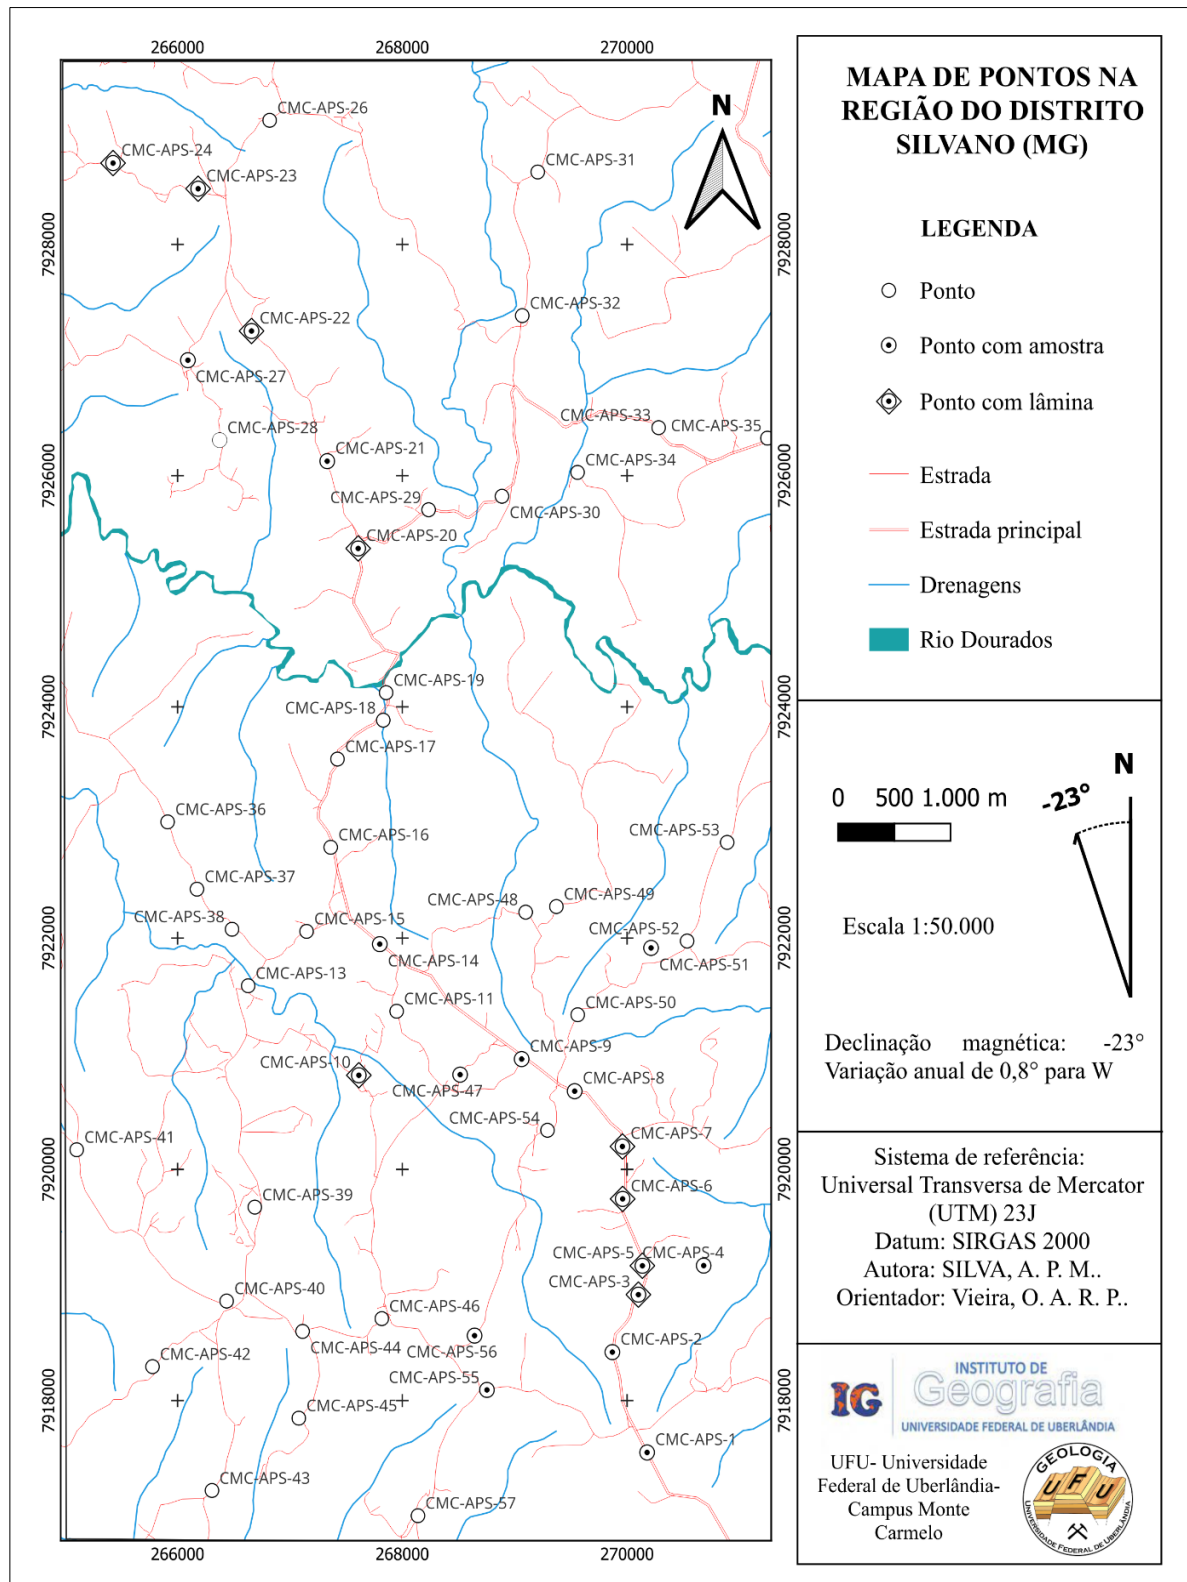 266000
268000
270000
CMC-APS-26
CMC-APS-24
CMC-APS-31
CMC-APS-23
N
7928000
7928000
CMC-APS-32
CMC-APS-22
CMC-APS-27
CMC-APS-33
CMC-APS-35
CMC-APS-28
CMC-APS-21
CMC-APS-34
7926000
7926000
CMC-APS-29
CMC-APS-30
CMC-APS-20
CMC-APS-19
7924000
7924000
CMC-APS-18
CMC-APS-17
CMC-APS-36
CMC-APS-16
CMC-APS-53
CMC-APS-37
CMC-APS-48
CMC-APS-49
CMC-APS-38
CMC-APS-15
CMC-APS-52
7922000
7922000
CMC-APS-14
CMC-APS-51
CMC-APS-13
CMC-APS-11
CMC-APS-50
CMC-APS-10
CMC-APS-9
CMC-APS-8
CMC-APS-47
CMC-APS-54
CMC-APS-41
CMC-APS-7
7920000
7920000
CMC-APS-39
CMC-APS-6
CMC-APS-5
CMC-APS-4
CMC-APS-3
CMC-APS-40
CMC-APS-46
CMC-APS-44
CMC-APS-56
CMC-APS-2
CMC-APS-42
CMC-APS-55
7918000
7918000
CMC-APS-45
CMC-APS-1
CMC-APS-43
CMC-APS-57
266000
268000
270000
MAPA DE PONTOS NA
REGIÃO DO DISTRITO
SILVANO (MG)
LEGENDA
Ponto
Ponto com amostra
Ponto com lâmina
Estrada
Estrada principal
Drenagens
Rio Dourados
0 500 1.000 m
Escala 1:50.000
-23°
N
Declinação magnética: -23°
Variação anual de 0,8° para W
Sistema de referência:
Universal Transversa de Mercator
(UTM) 23J
Datum: SIRGAS 2000
Autora: SILVA, A. P. M..
Orientador: Vieira, O. A. R. P..
IG
INSTITUTO DE
Geografia
UNIVERSIDADE FEDERAL DE UBERLÂNDIA
UFU- Universidade
Federal de Uberlândia-
Campus Monte
Carmelo
GEOLOGIA
UFU
UNIVERSIDADE FEDERAL DE UBERLÂNDIA